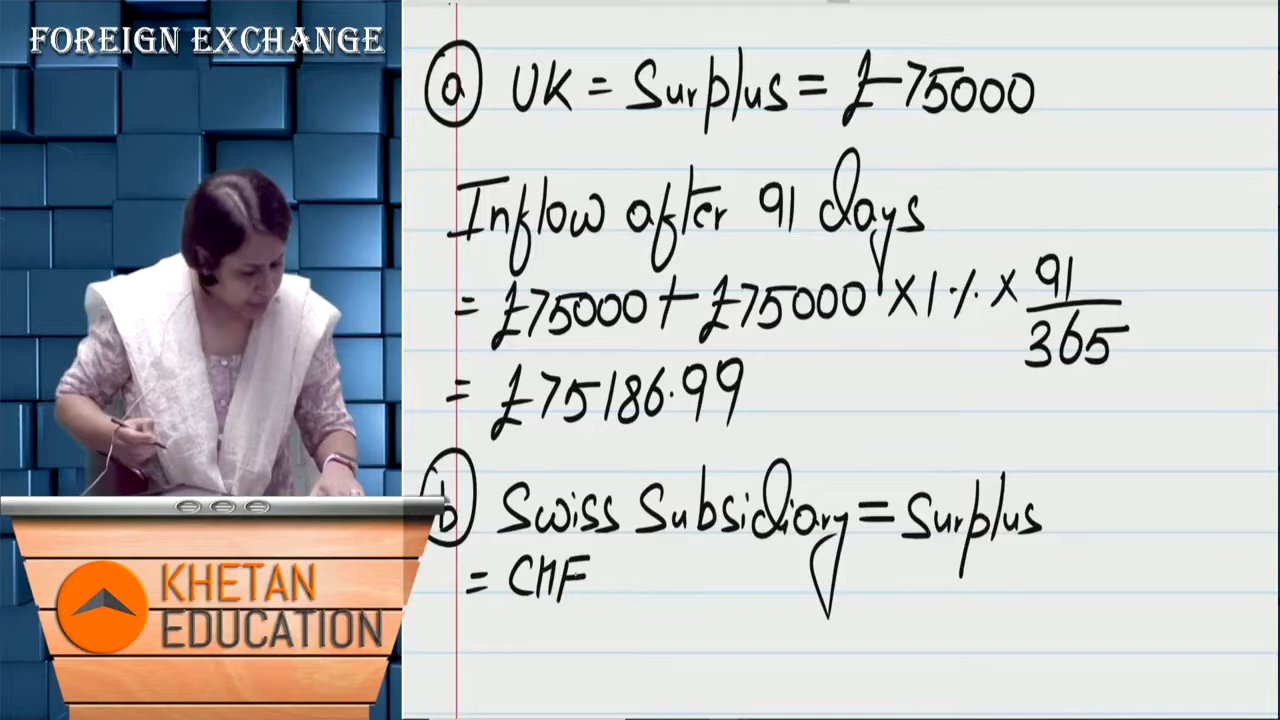 FOREIGN EXCHANGE
(a) UK = Surplus = £75000
Inflow after 91 days
= £75000 + £75000 × 1% × 91/365
= £75186.99
(b) Swiss Subsidiary = Surplus
= CHF
KHETAN
EDUCATION